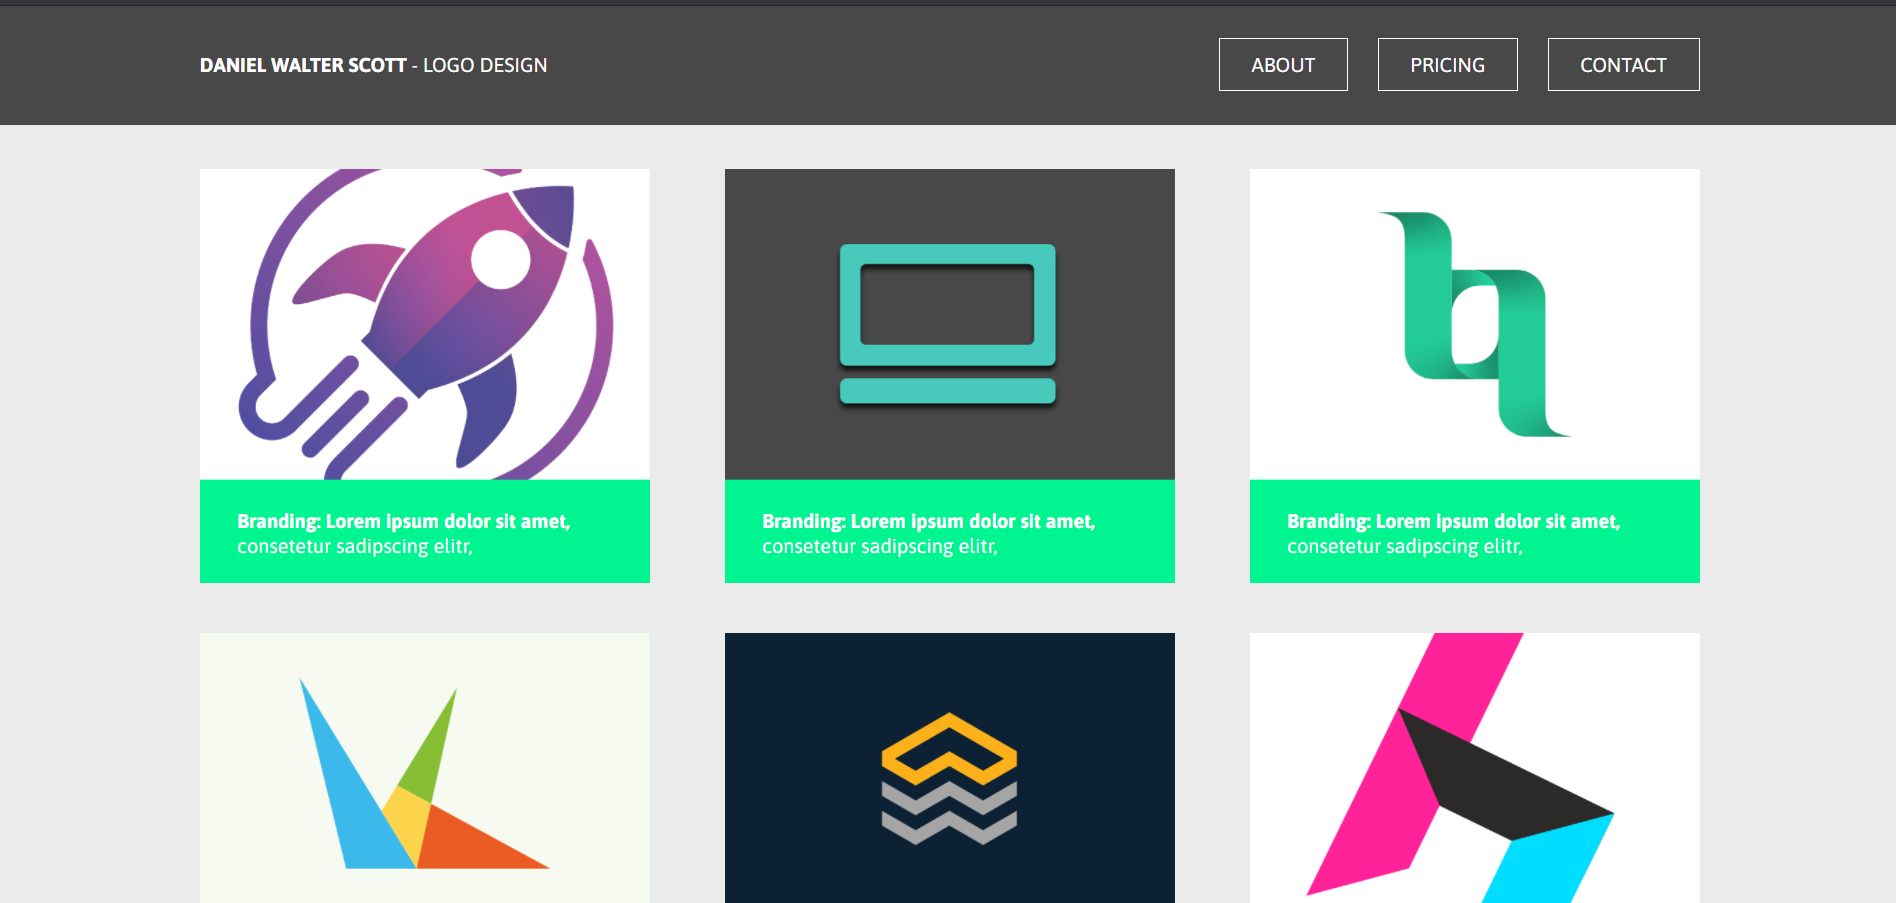 DANIEL WALTER SCOTT - LOGO DESIGN
ABOUT
PRICING
CONTACT
Branding: Lorem ipsum dolor sit amet,
consetetur sadipscing elitr,
Branding: Lorem ipsum dolor sit amet,
consetetur sadipscing elitr,
Branding: Lorem ipsum dolor sit amet,
consetetur sadipscing elitr,